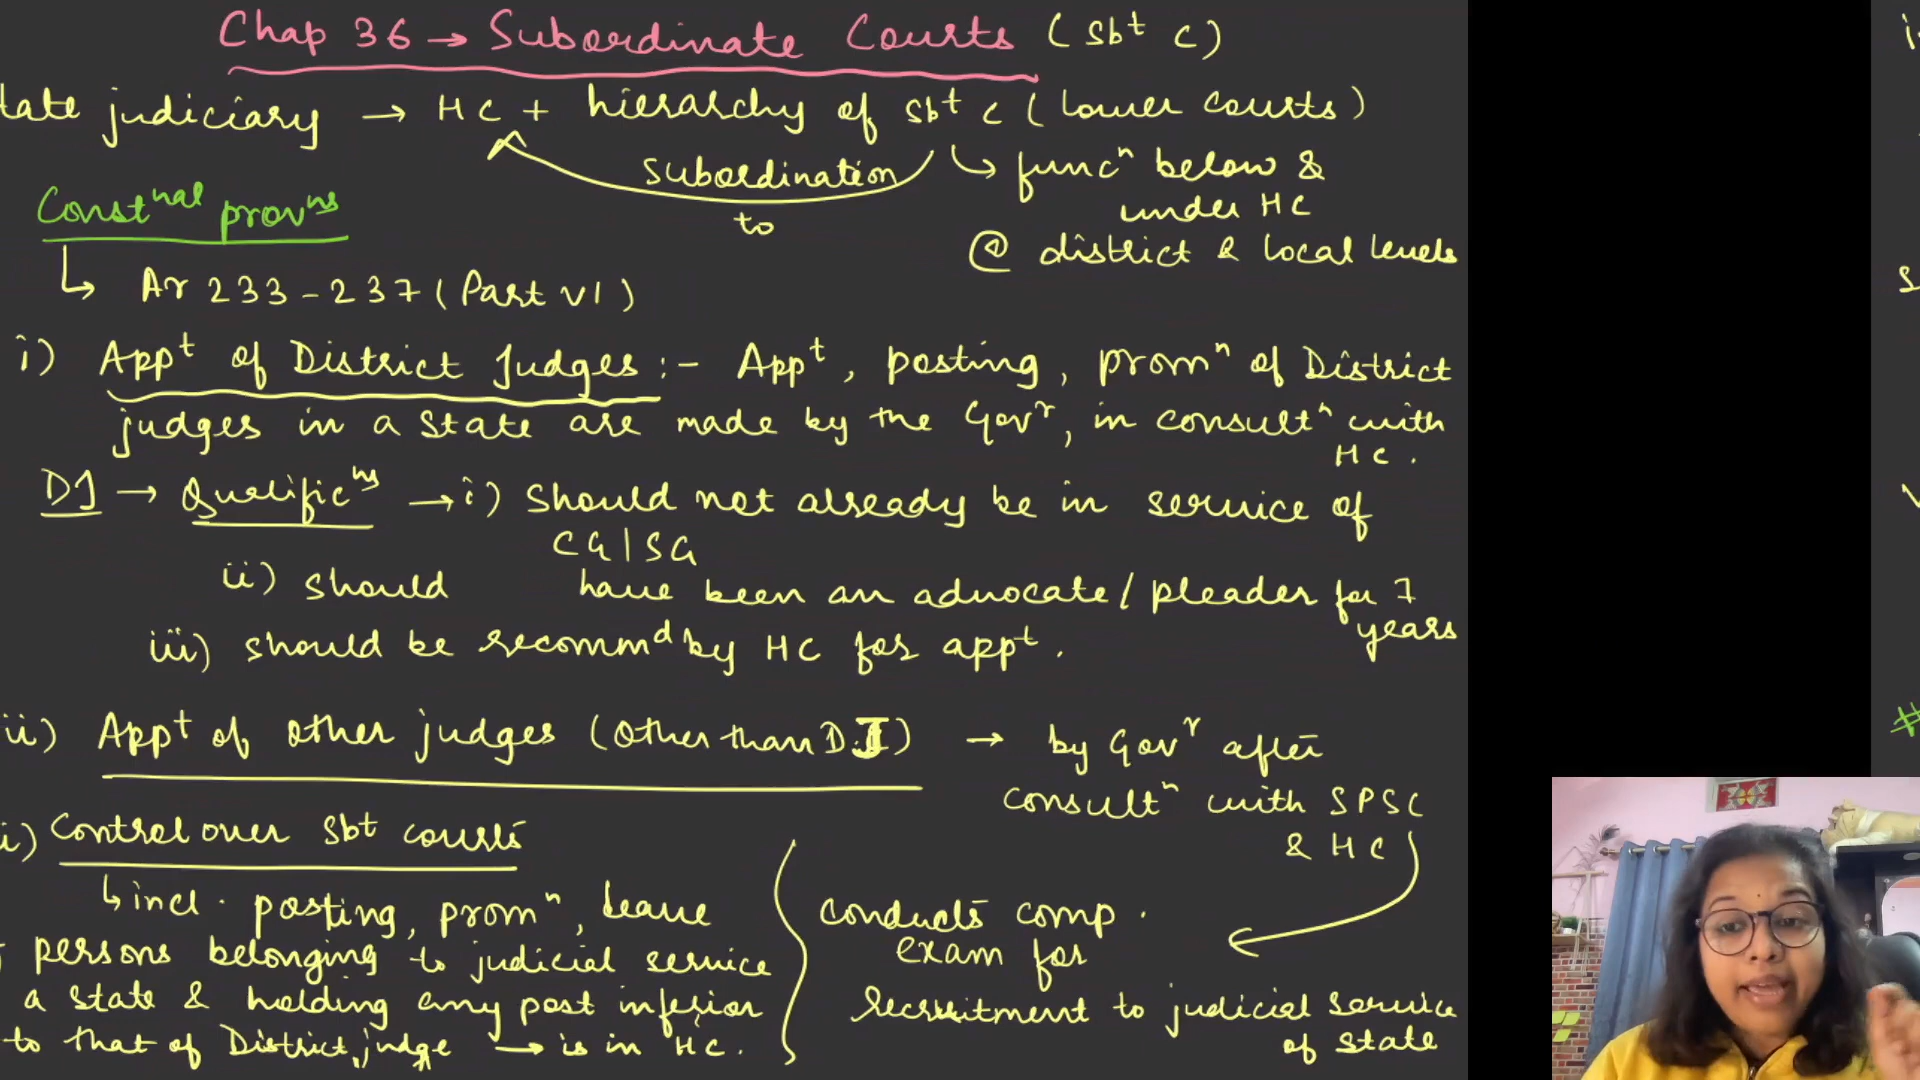 Chap 36 → Subordinate Courts (Sbt C)
tate judiciary → HC + hierarchy of Sbt C (lower courts)
subordination
to
↳ funcⁿ below &
under HC
@ district & local levels
Constⁿᵃˡ provⁿˢ
↳ Ar 233-237 (Part VI)
i) Appᵗ of District Judges :- Appᵗ, posting, promⁿ of District
judges in a State are made by the Govʳ, in consultⁿ with
HC.
DJ → Qualificⁿˢ → i) Should not already be in service of
CG/SG
ii) should have been an advocate/pleader for 7
years
iii) should be recommᵈ by HC for appᵗ.
ii) Appᵗ of other judges (Other than DJ) → by Govʳ after
consultⁿ with SPSC
& HC
i) Control over Sbt courts
↳ incl. posting, promⁿ, leave
persons belonging to judicial service
a State & holding any post inferior
to that of District judge → is in HC.
conducts comp.
exam for
recruitment to judicial service
of State
#